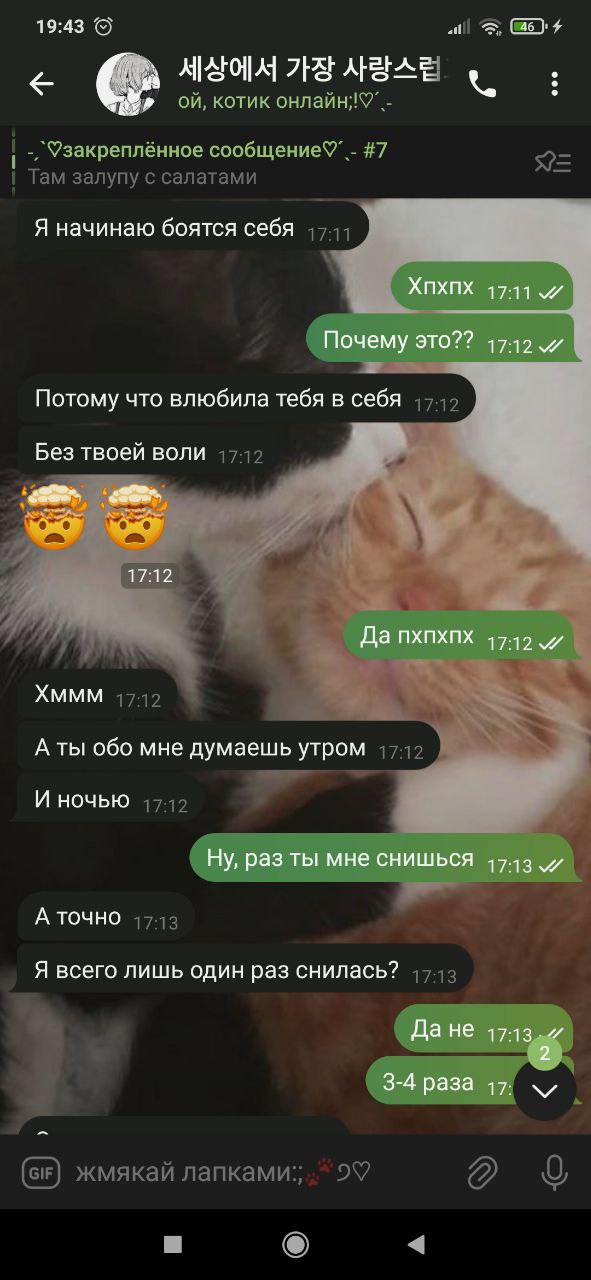 19:43
46
세상에서 가장 사랑스럽
ой, котик онлайн;!♡´ˎ-
-ˏ`♡закреплённое сообщение♡´ˎ- #7
Там залупу с салатами
Я начинаю боятся себя 17:11
Хпхпх 17:11
Почему это?? 17:12
Потому что влюбила тебя в себя 17:12
Без твоей воли 17:12
17:12
Да пхпхпх 17:12
Хммм 17:12
А ты обо мне думаешь утром 17:12
И ночью 17:12
Ну, раз ты мне снишься 17:13
А точно 17:13
Я всего лишь один раз снилась? 17:13
Да не 17:13
2
3-4 раза 17:
GIF
жмякай лапками:;🐾੭♡